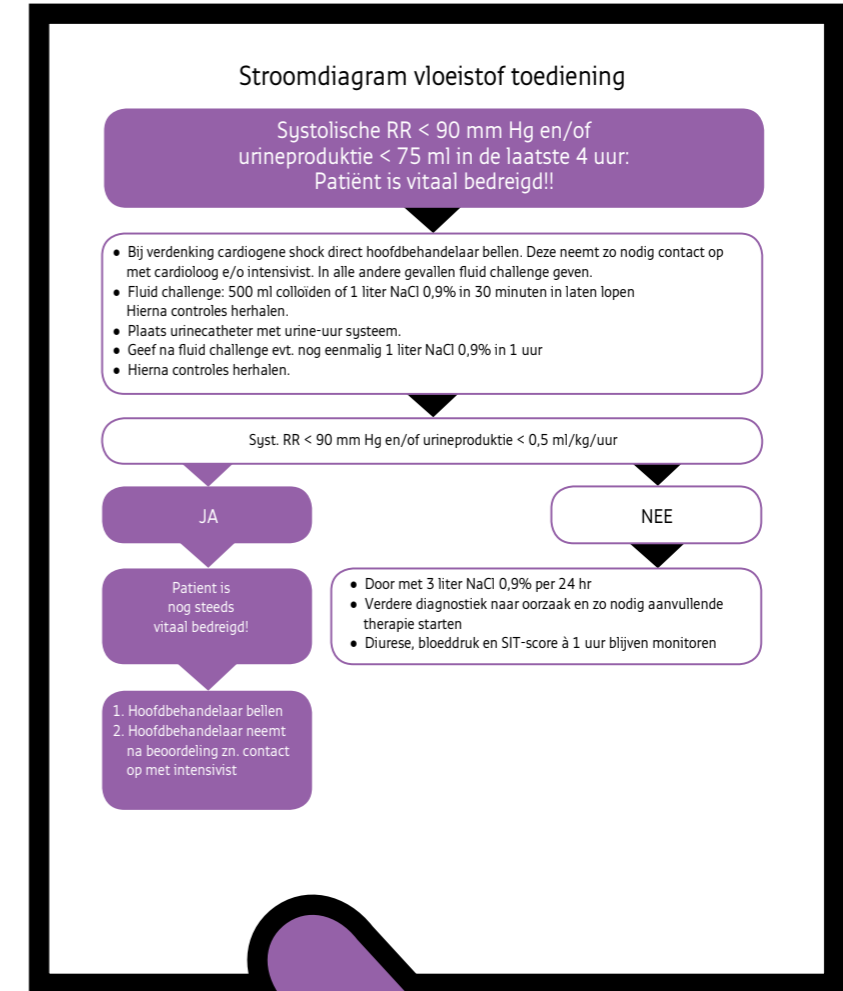 Stroomdiagram vloeistof toediening
Systolische RR < 90 mm Hg en/of
urineproduktie < 75 ml in de laatste 4 uur:
Patiënt is vitaal bedreigd!!
● Bij verdenking cardiogene shock direct hoofdbehandelaar bellen. Deze neemt zo nodig contact op
met cardioloog e/o intensivist. In alle andere gevallen fluid challenge geven.
● Fluid challenge: 500 ml colloïden of 1 liter NaCl 0,9% in 30 minuten in laten lopen
Hierna controles herhalen.
● Plaats urinecatheter met urine-uur systeem.
● Geef na fluid challenge evt. nog eenmalig 1 liter NaCl 0,9% in 1 uur
● Hierna controles herhalen.
Syst. RR < 90 mm Hg en/of urineproduktie < 0,5 ml/kg/uur
JA
NEE
Patient is
nog steeds
vitaal bedreigd!
● Door met 3 liter NaCl 0,9% per 24 hr
● Verdere diagnostiek naar oorzaak en zo nodig aanvullende
therapie starten
● Diurese, bloeddruk en SIT-score à 1 uur blijven monitoren
1. Hoofdbehandelaar bellen
2. Hoofdbehandelaar neemt
na beoordeling zn. contact
op met intensivist